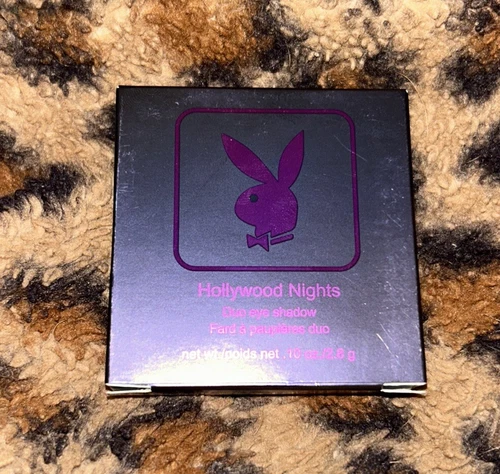 Hollywood Nights
Duo eye shadow
Fard à paupières duo
net wt/poids net .10 oz/2.8 g